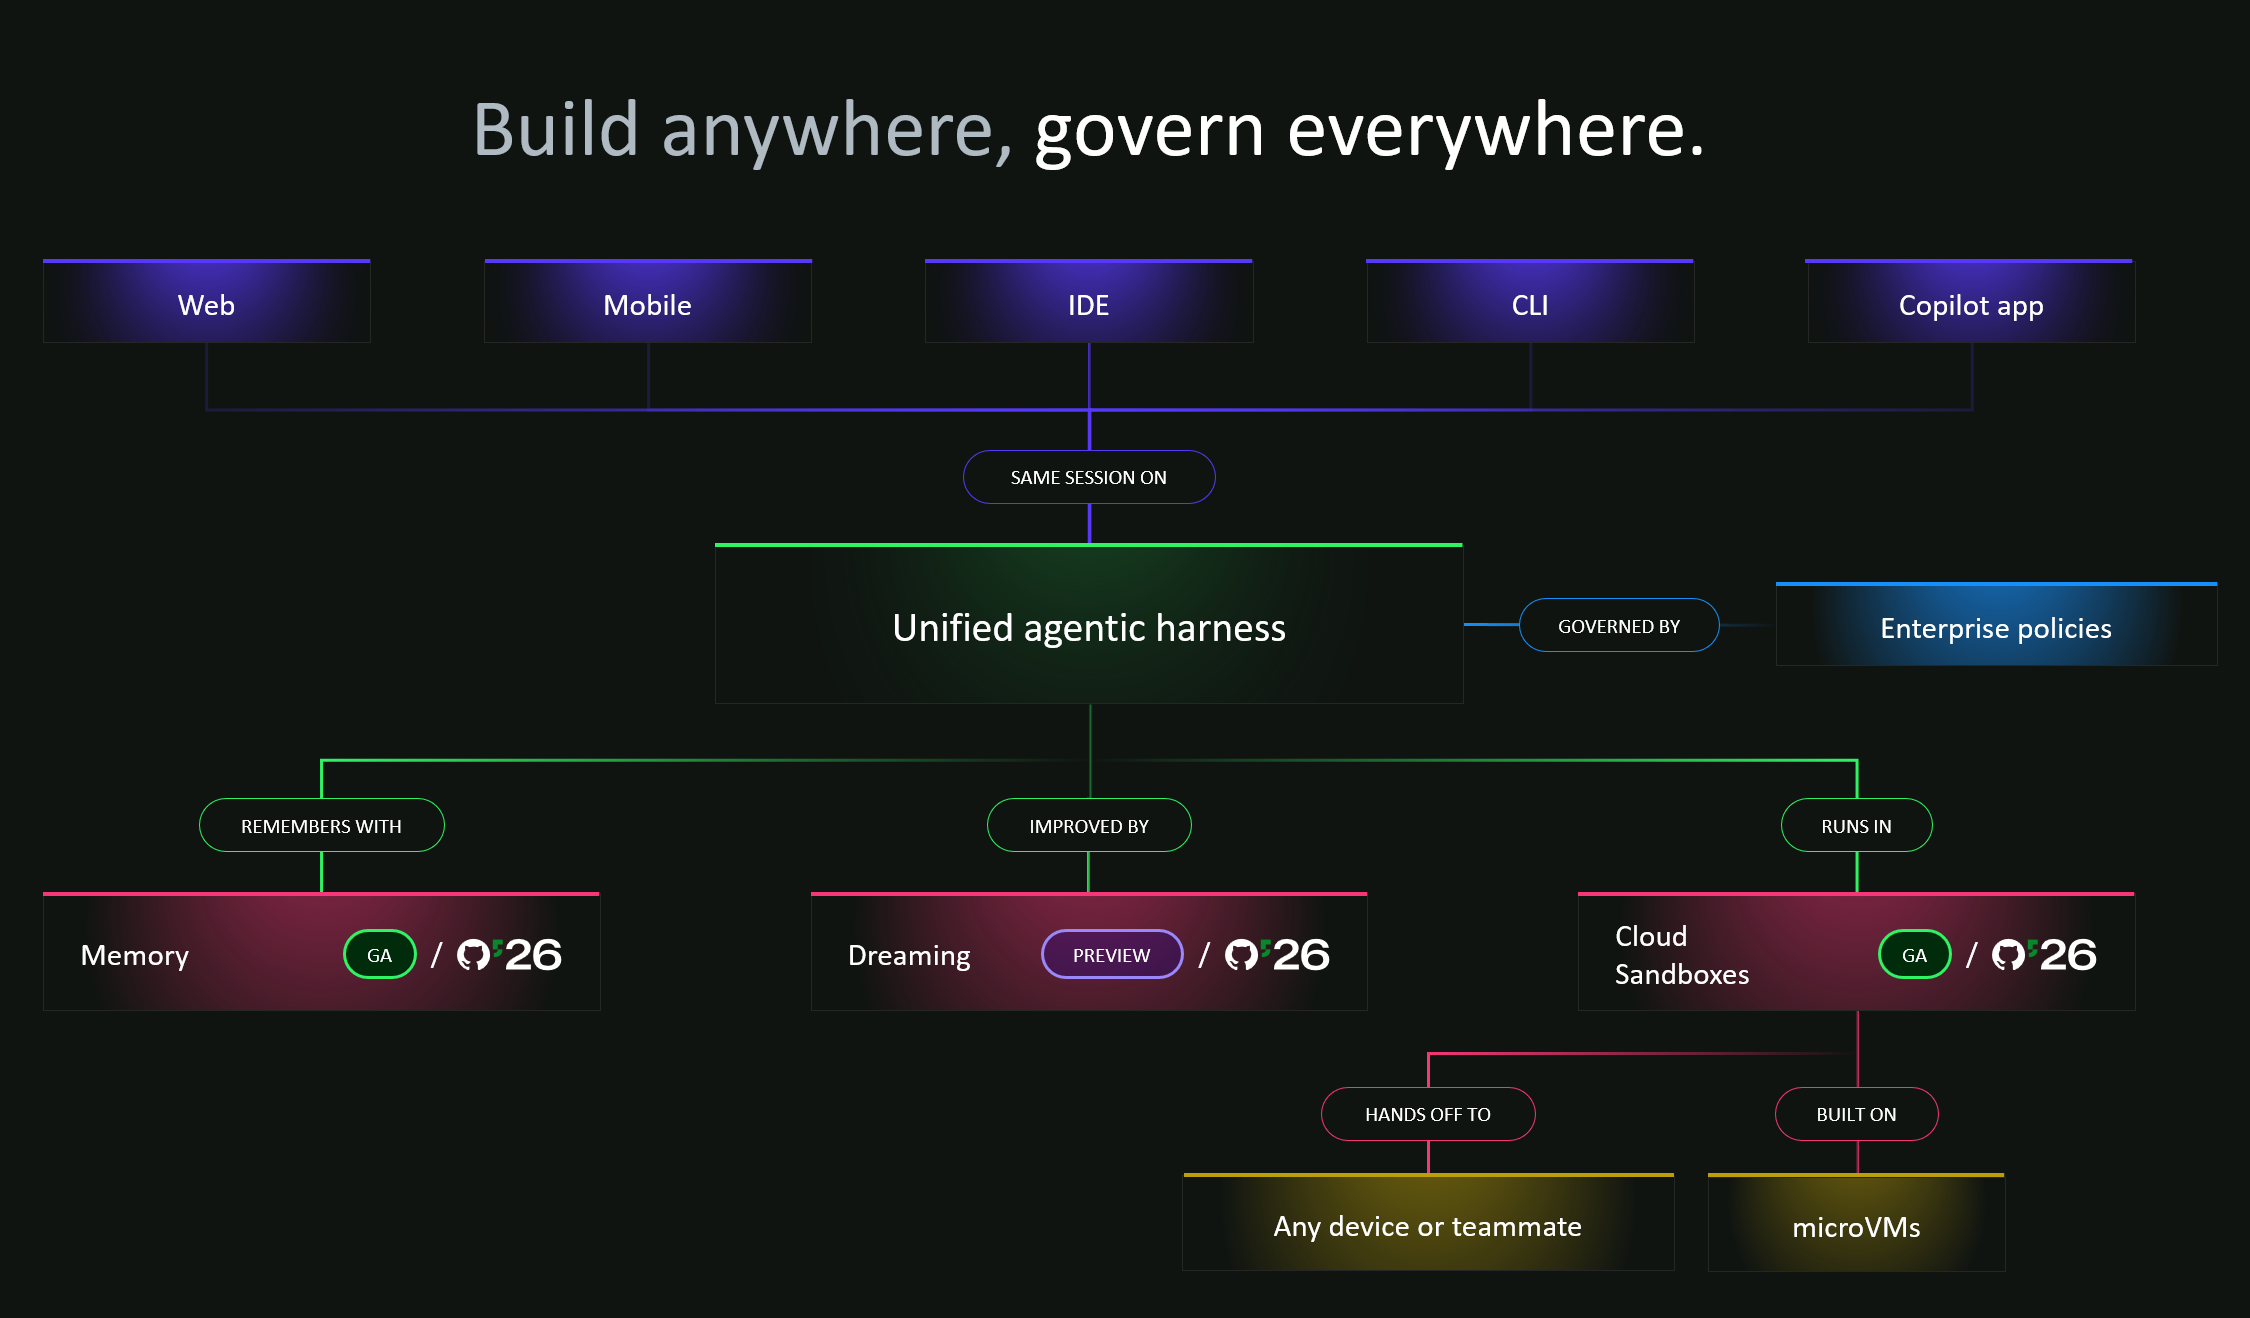 Build anywhere, govern everywhere.
Web
Mobile
IDE
CLI
Copilot app
SAME SESSION ON
Unified agentic harness
GOVERNED BY
Enterprise policies
REMEMBERS WITH
IMPROVED BY
RUNS IN
Memory
GA / '26
Dreaming
PREVIEW / '26
Cloud
Sandboxes
GA / '26
HANDS OFF TO
BUILT ON
Any device or teammate
microVMs